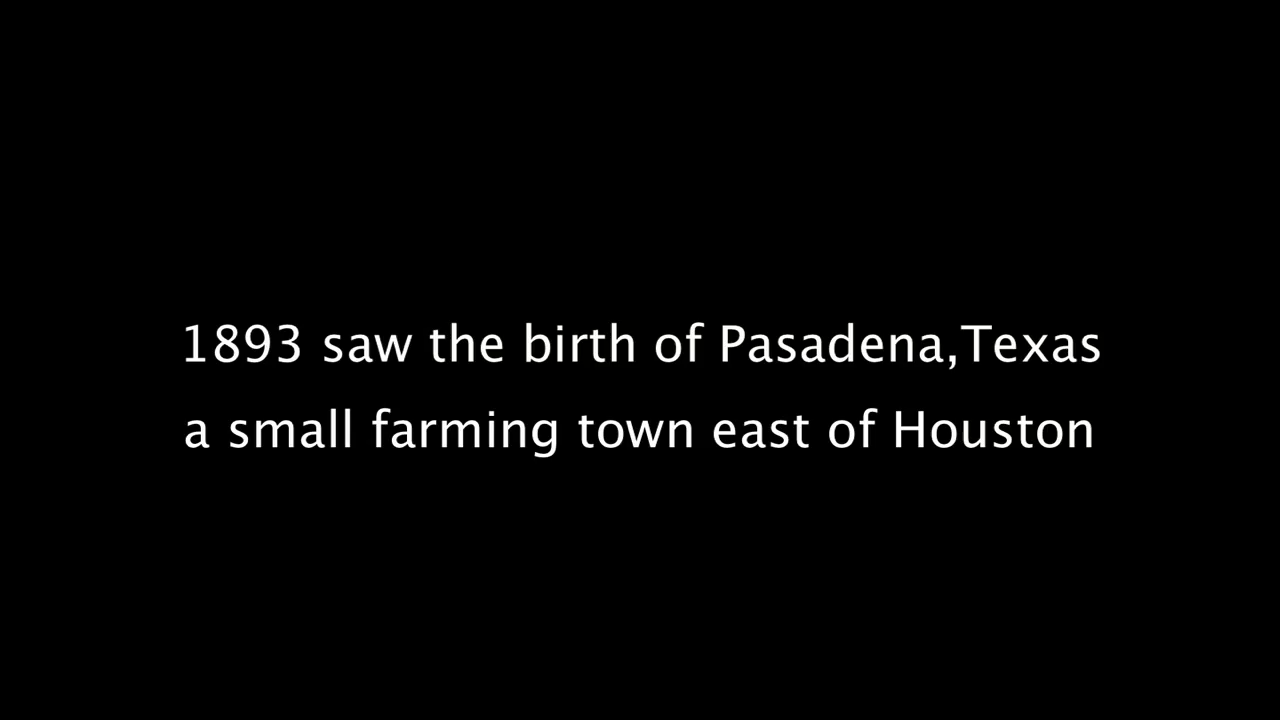 1893 saw the birth of Pasadena,Texas
a small farming town east of Houston